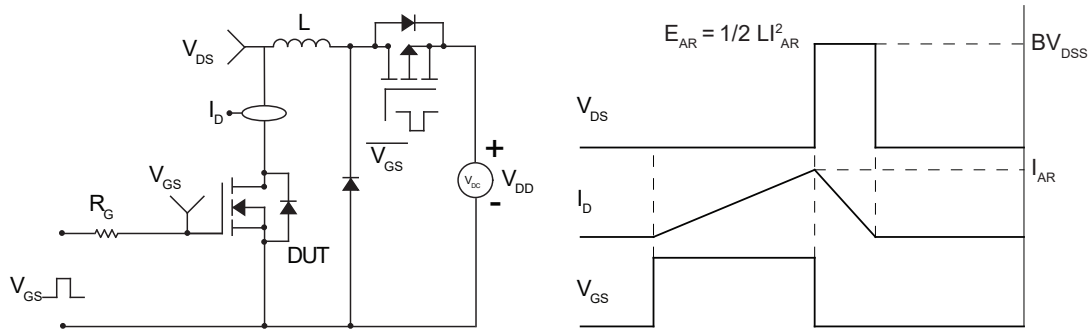 L
V_DS
I_D
V_GS
V_GS
R_G
V_DC
+
-
V_DD
DUT
V_GS
E_AR = 1/2 LI²_AR
BV_DSS
V_DS
I_AR
I_D
V_GS